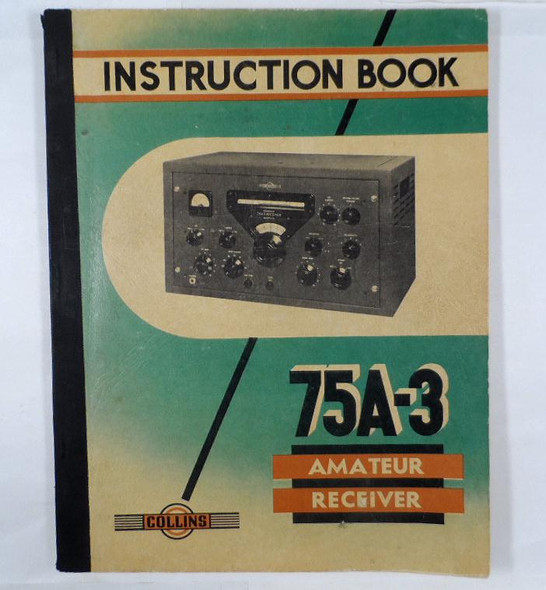 INSTRUCTION BOOK
75A-3
AMATEUR
RECEIVER
COLLINS